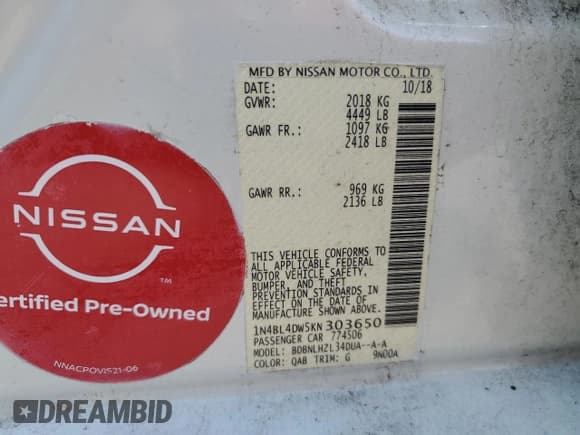 MFD BY NISSAN MOTOR CO., LTD.
DATE: 10/18
GVWR: 2018 KG
4449 LB
GAWR FR.: 1097 KG
2418 LB
GAWR RR.: 969 KG
2136 LB
THIS VEHICLE CONFORMS TO
ALL APPLICABLE FEDERAL
MOTOR VEHICLE SAFETY,
BUMPER, AND THEFT
PREVENTION STANDARDS IN
EFFECT ON THE DATE OF
MANUFACTURE SHOWN ABOVE.
1N4BL4DW5KN303650
PASSENGER CAR 774506
MODEL: BDBNLHZL34DUA--A-A
COLOR: QAB TRIM: G 9N00A
NISSAN
™
Certified Pre-Owned
NNACPOVIS21-06
DREAMBID